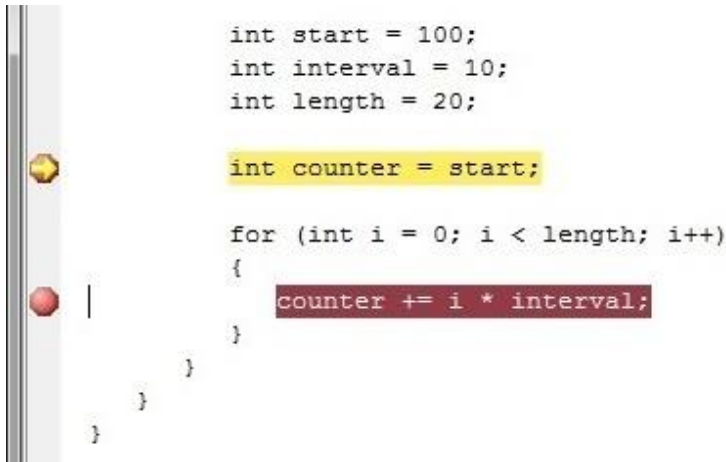 int start = 100;
int interval = 10;
int length = 20;
int counter = start;
for (int i = 0; i < length; i++)
{
counter += i * interval;
}
}
}
}